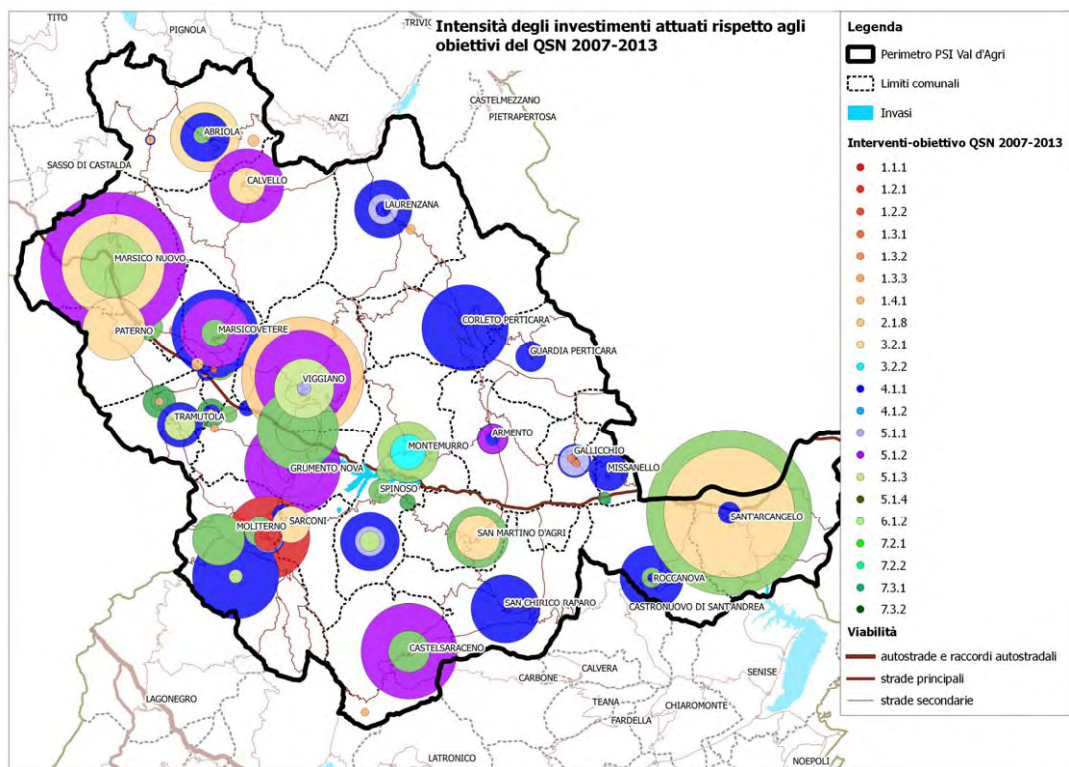 Intensità degli investimenti attuati rispetto agli
obiettivi del QSN 2007-2013
TITO
PIGNOLA
ANZI
CASTELMEZZANO
PIETRAPERTOSA
ABRIOLA
SASSO DI CASTALDA
CALVELLO
LAURENZANA
MARSICO NUOVO
PATERNO
MARSICOVETERE
CORLETO PERTICARA
GUARDIA PERTICARA
VIGGIANO
TRAMUTOLA
ARMENTO
MONTEMURRO
GALLICCHIO
MISSANELLO
GRUMENTO NOVA
SPINOSO
SANT'ARCANGELO
SARCONI
MOLITERNO
SAN MARTINO D'AGRI
ROCCANOVA
SAN CHIRICO RAPARO
CASTRONUOVO DI SANT'ANDREA
CASTELSARACENO
CALVERA
CARBONE
SENISE
LAGONEGRO
TEANA
CHIAROMONTE
FARDELLA
LATRONICO
NOEPOLI
Legenda
Perimetro PSI Val d'Agri
Limiti comunali
Invasi
Interventi-obiettivo QSN 2007-2013
1.1.1
1.2.1
1.2.2
1.3.1
1.3.2
1.3.3
1.4.1
2.1.8
3.2.1
3.2.2
4.1.1
4.1.2
5.1.1
5.1.2
5.1.3
5.1.4
6.1.2
7.2.1
7.2.2
7.3.1
7.3.2
Viabilità
autostrade e raccordi autostradali
strade principali
strade secondarie